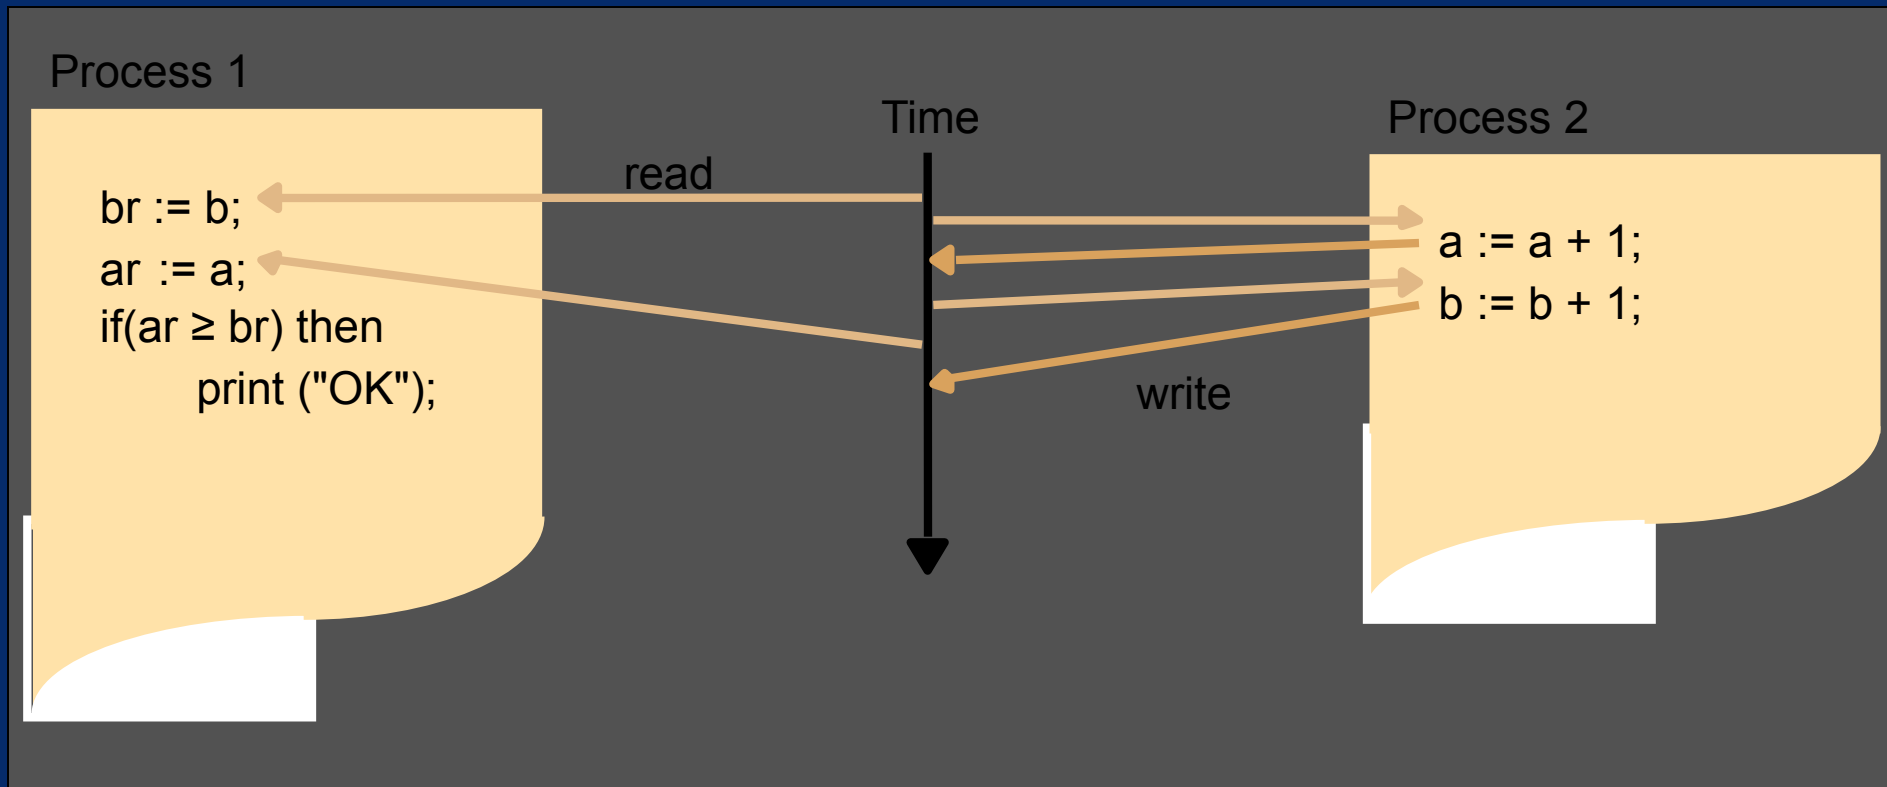 Process 1
br := b;
ar := a;
if(ar ≥ br) then
print ("OK");
read
Time
write
Process 2
a := a + 1;
b := b + 1;